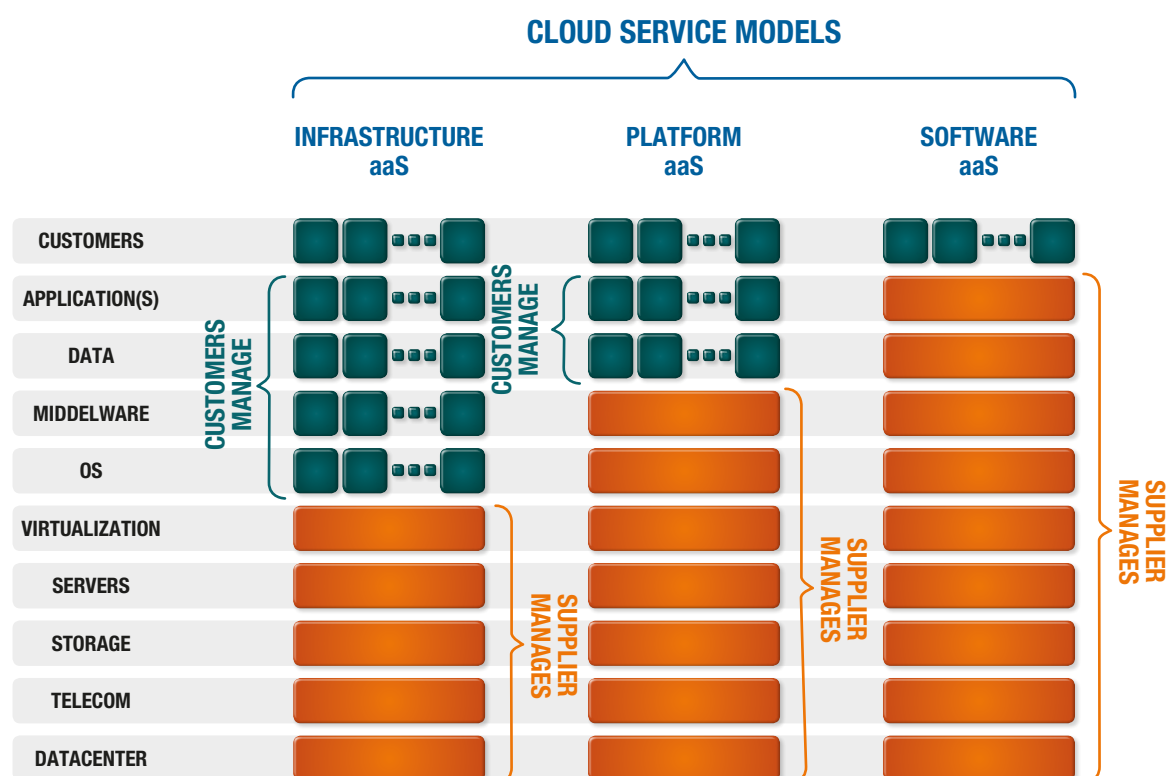 CLOUD SERVICE MODELS
INFRASTRUCTURE
aaS
PLATFORM
aaS
SOFTWARE
aaS
CUSTOMERS
APPLICATION(S)
DATA
MIDDELWARE
OS
VIRTUALIZATION
SERVERS
STORAGE
TELECOM
DATACENTER
CUSTOMERS
MANAGE
CUSTOMERS
MANAGE
SUPPLIER
MANAGES
SUPPLIER
MANAGES
SUPPLIER
MANAGES